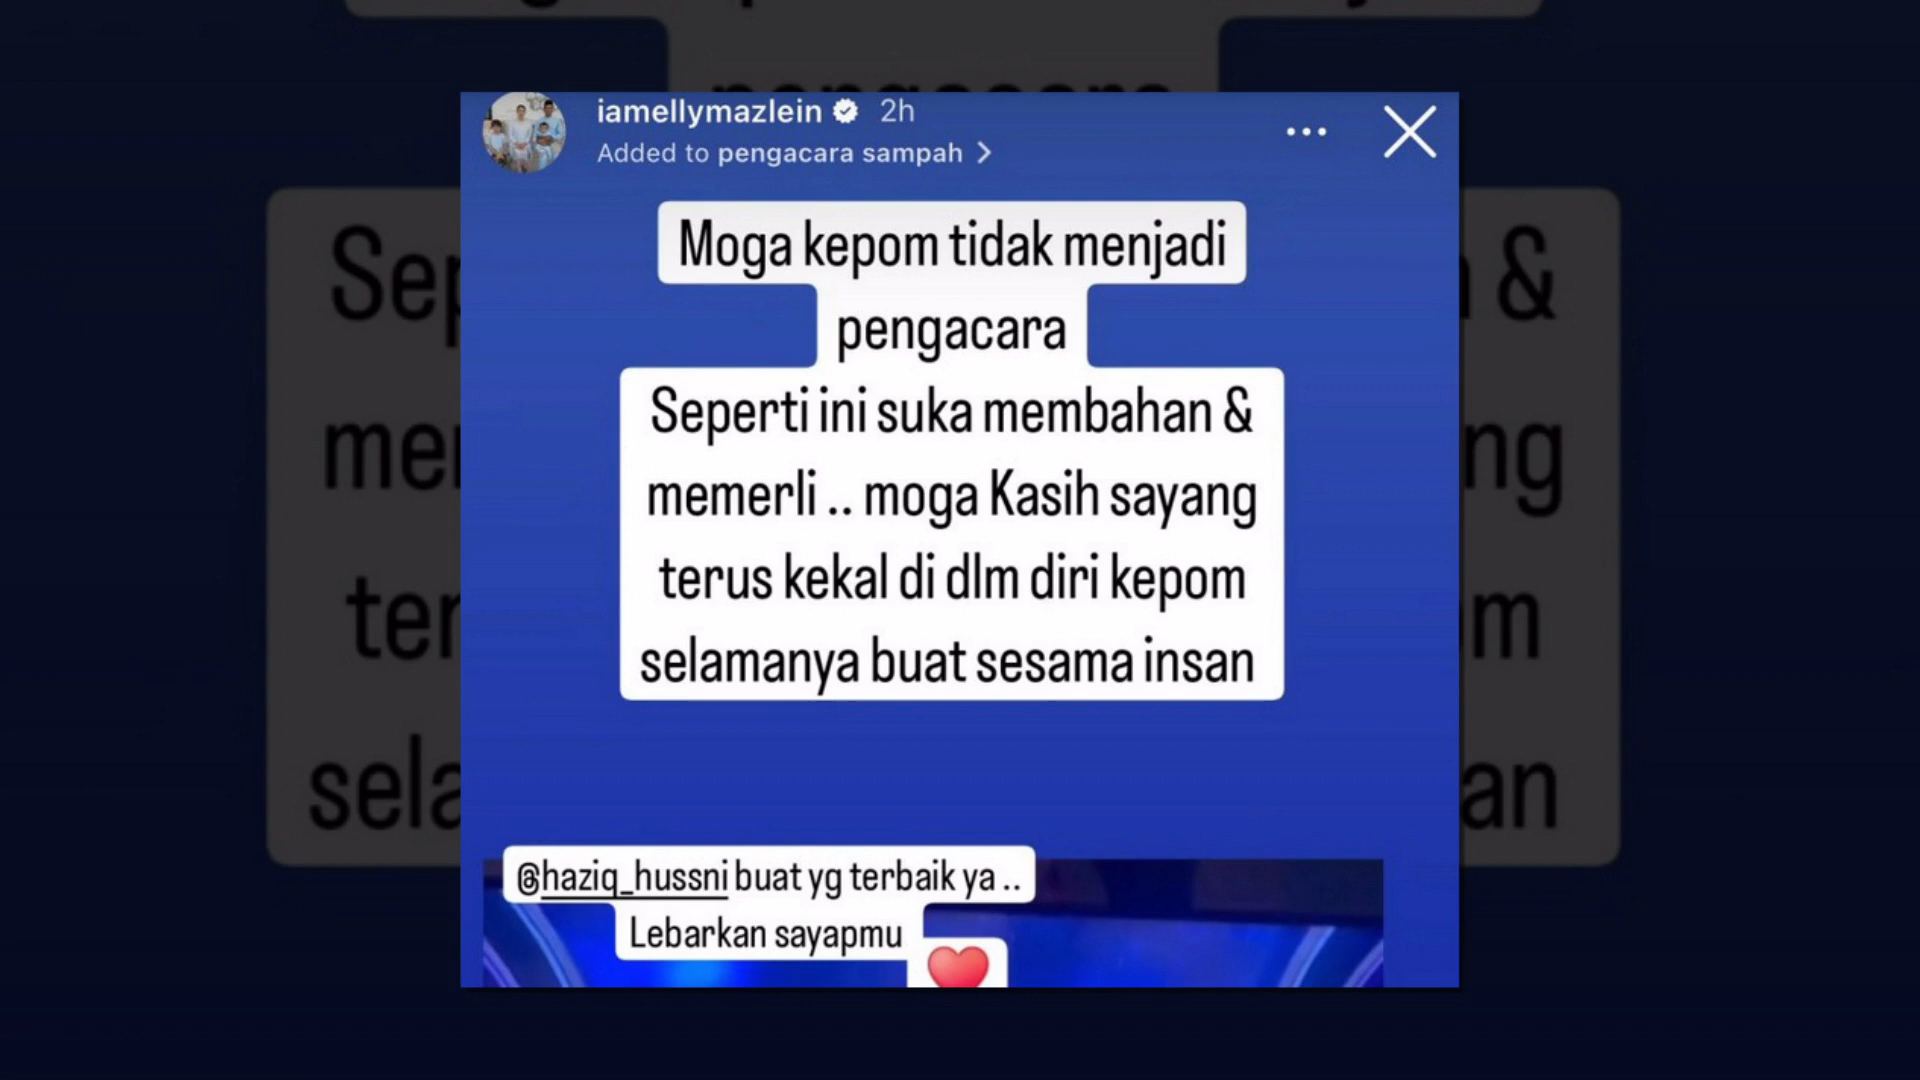 iamellymazlein 2h
Added to pengacara sampah >
Moga kepom tidak menjadi
pengacara
Seperti ini suka membahan &
memerli .. moga Kasih sayang
terus kekal di dlm diri kepom
selamanya buat sesama insan
@haziq_hussni buat yg terbaik ya ..
Lebarkan sayapmu